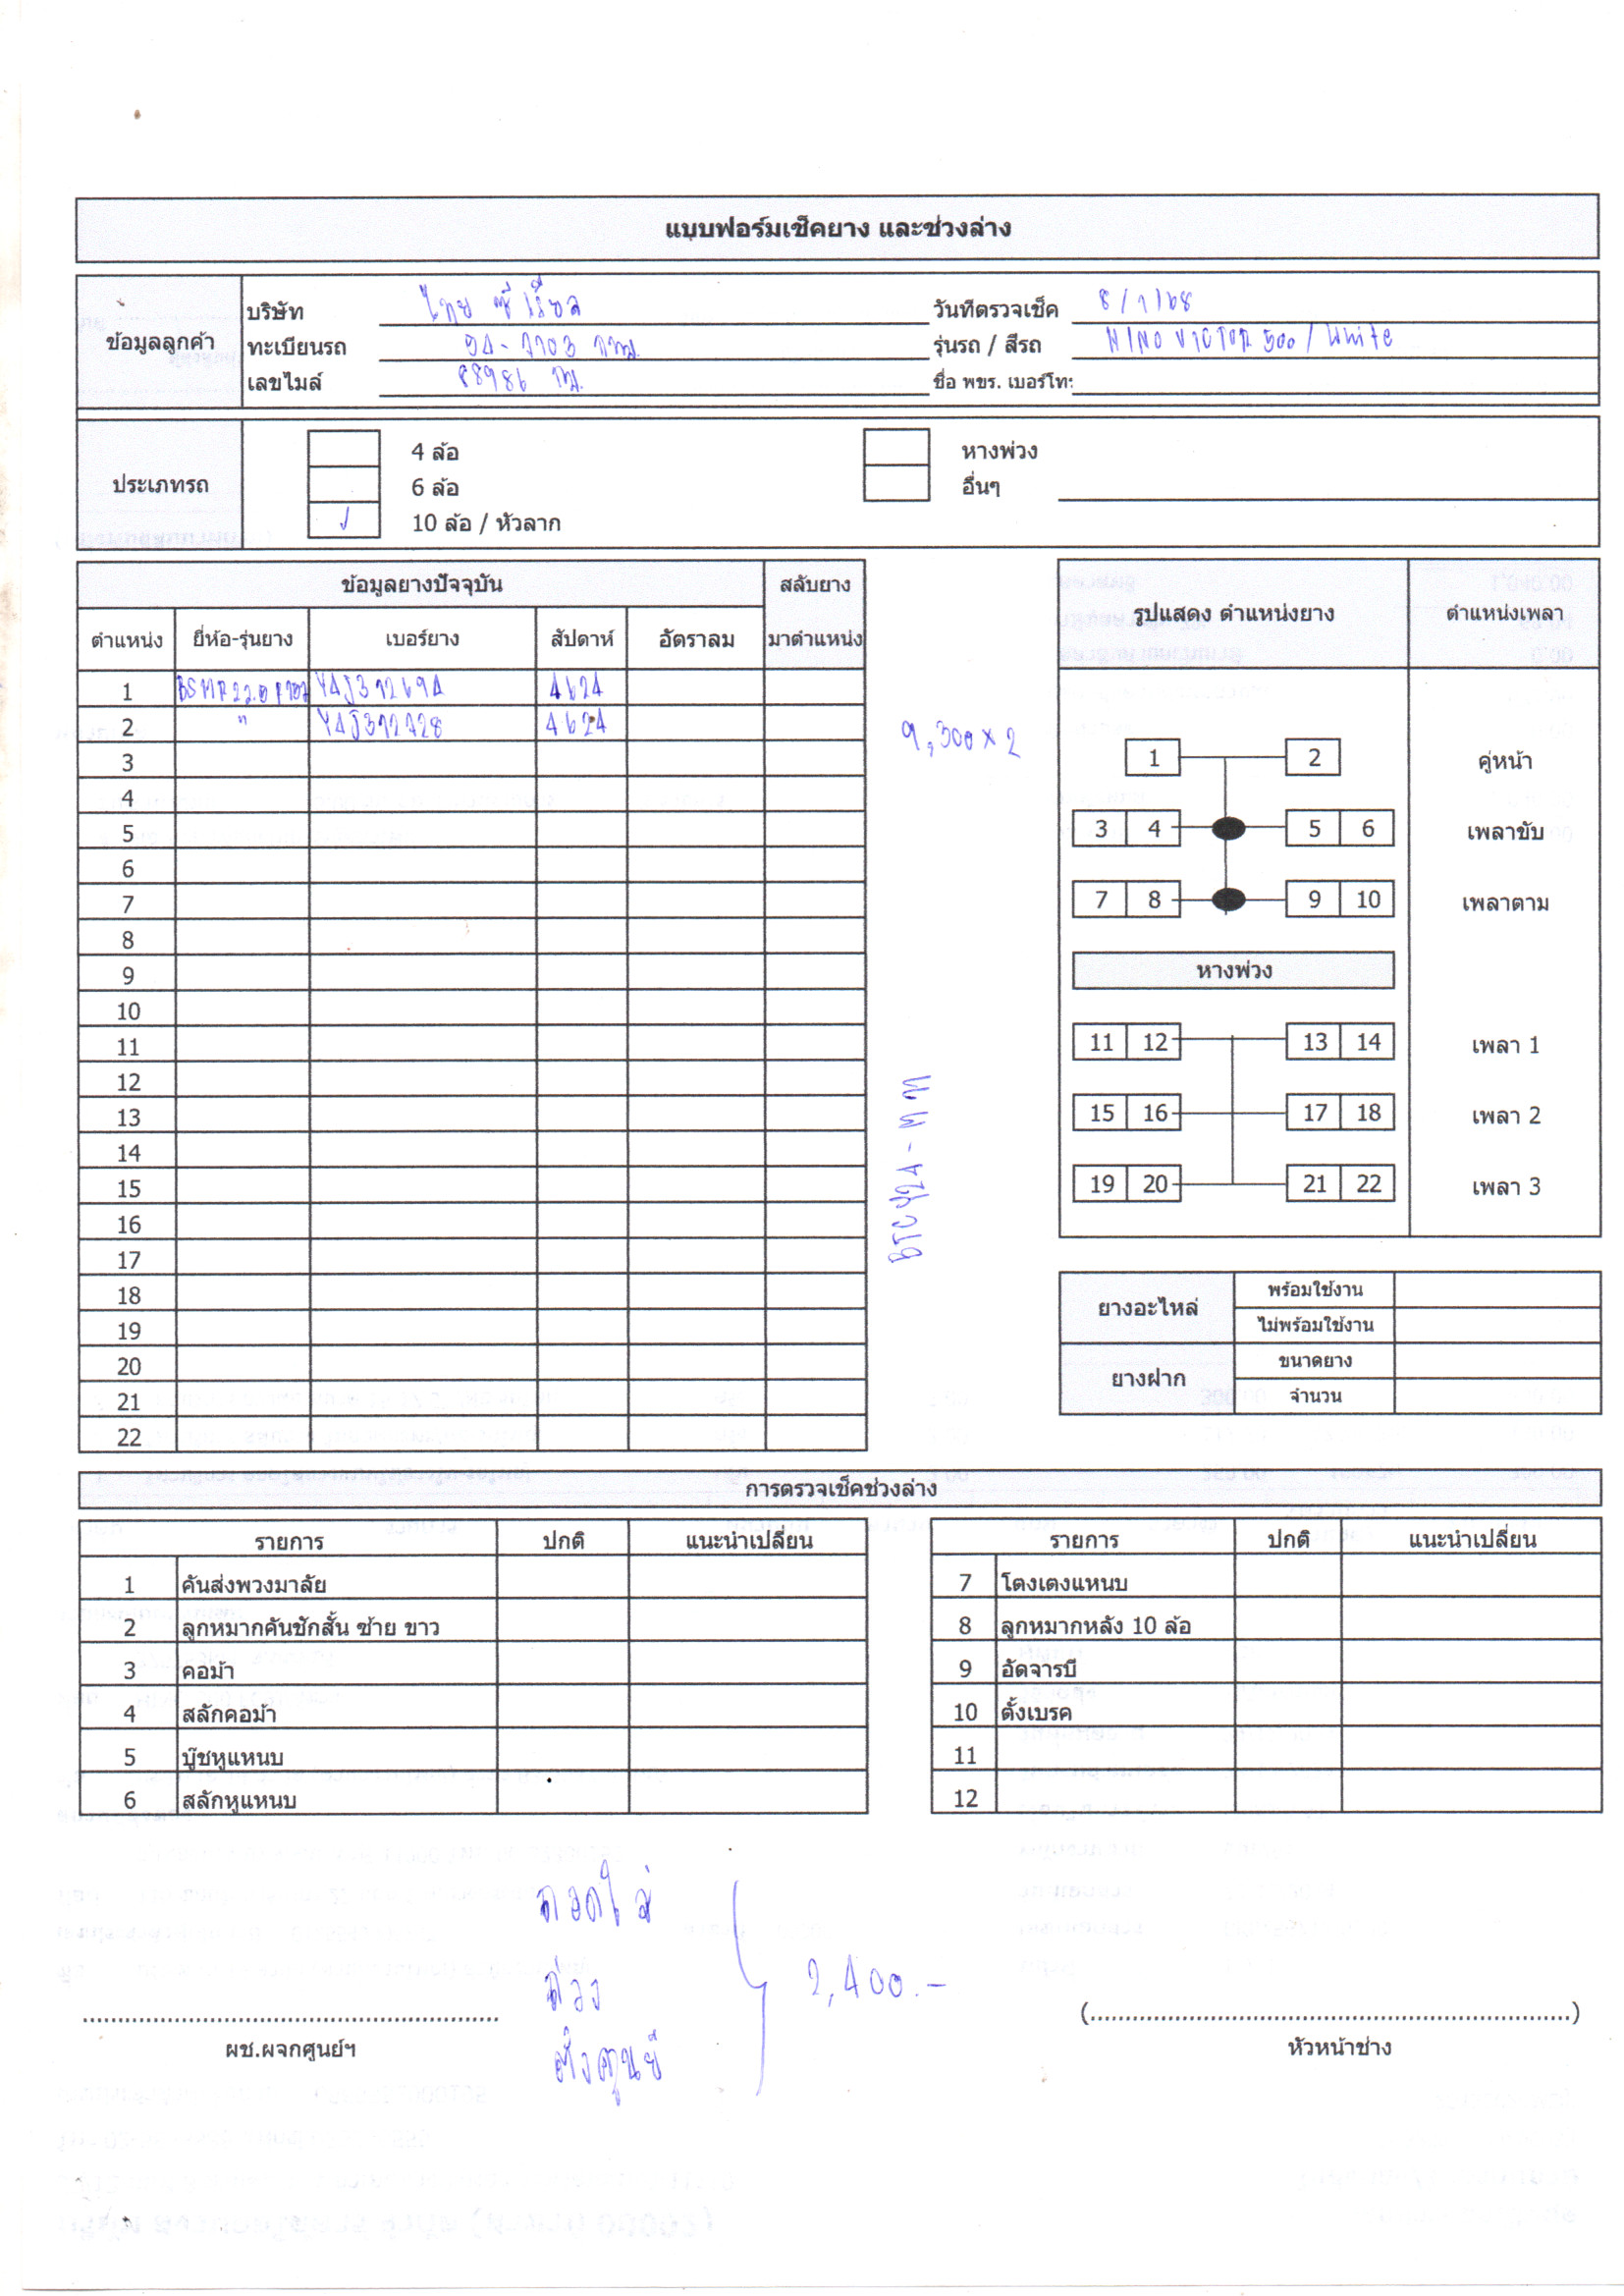 แบบฟอร์มเช็คยาง และช่วงล่าง
ข้อมูลลูกค้า
บริษัท ไทย ซีเรียล วันทีตรวจเช็ค 8/1/68
ทะเบียนรถ กทม. รุ่นรถ / สีรถ HINO VICTOR 500 / White
เลขไมล์ 88986 กม. ชื่อ พขร. เบอร์โท:
ประเภทรถ
4 ล้อ หางพ่วง
6 ล้อ อื่นๆ
✓ 10 ล้อ / หัวลาก
ข้อมูลยางปัจจุบัน สลับยาง
ตำแหน่ง ยี่ห้อ-รุ่นยาง เบอร์ยาง สัปดาห์ อัตราลม มาตำแหน่ง
1 4624
2 " 4624
3
4
5
6
7
8
9
10
11
12
13
14
15
16
17
18
19
20
21
22
9,300 x 2
รูปแสดง ตำแหน่งยาง ตำแหน่งเพลา
1 2 คู่หน้า
3 4 5 6 เพลาขับ
7 8 9 10 เพลาตาม
หางพ่วง
11 12 13 14 เพลา 1
15 16 17 18 เพลา 2
19 20 21 22 เพลา 3
ยางอะไหล่ พร้อมใช้งาน
ไม่พร้อมใช้งาน
ยางฝาก ขนาดยาง
จำนวน
การตรวจเช็คช่วงล่าง
รายการ ปกติ แนะนำเปลี่ยน
1 คันส่งพวงมาลัย
2 ลูกหมากคันชักสั้น ซ้าย ขาว
3 คอม้า
4 สลักคอม้า
5 บู๊ชหูแหนบ
6 สลักหูแหนบ
รายการ ปกติ แนะนำเปลี่ยน
7 โตงเตงแหนบ
8 ลูกหมากหลัง 10 ล้อ
9 อัดจารบี
10 ตั้งเบรค
11
12
ถอดใส่
ถ่วง 2,400.-
ตั้งศูนย์
ผช.ผจกศูนย์ฯ
(..........)
หัวหน้าช่าง